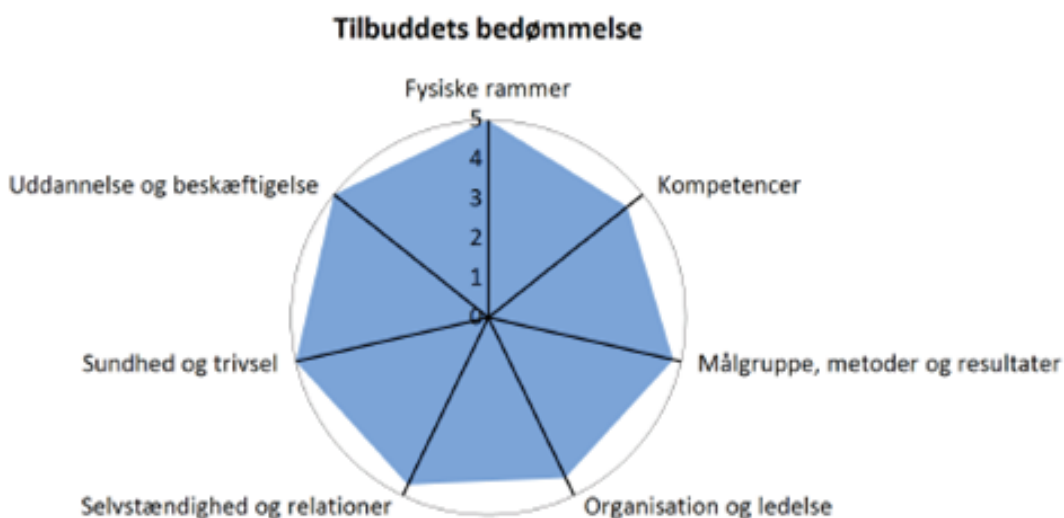 Tilbuddets bedømmelse
Fysiske rammer
5
4
3
2
1
0
Uddannelse og beskæftigelse
Kompetencer
Sundhed og trivsel
Målgruppe, metoder og resultater
Selvstændighed og relationer
Organisation og ledelse